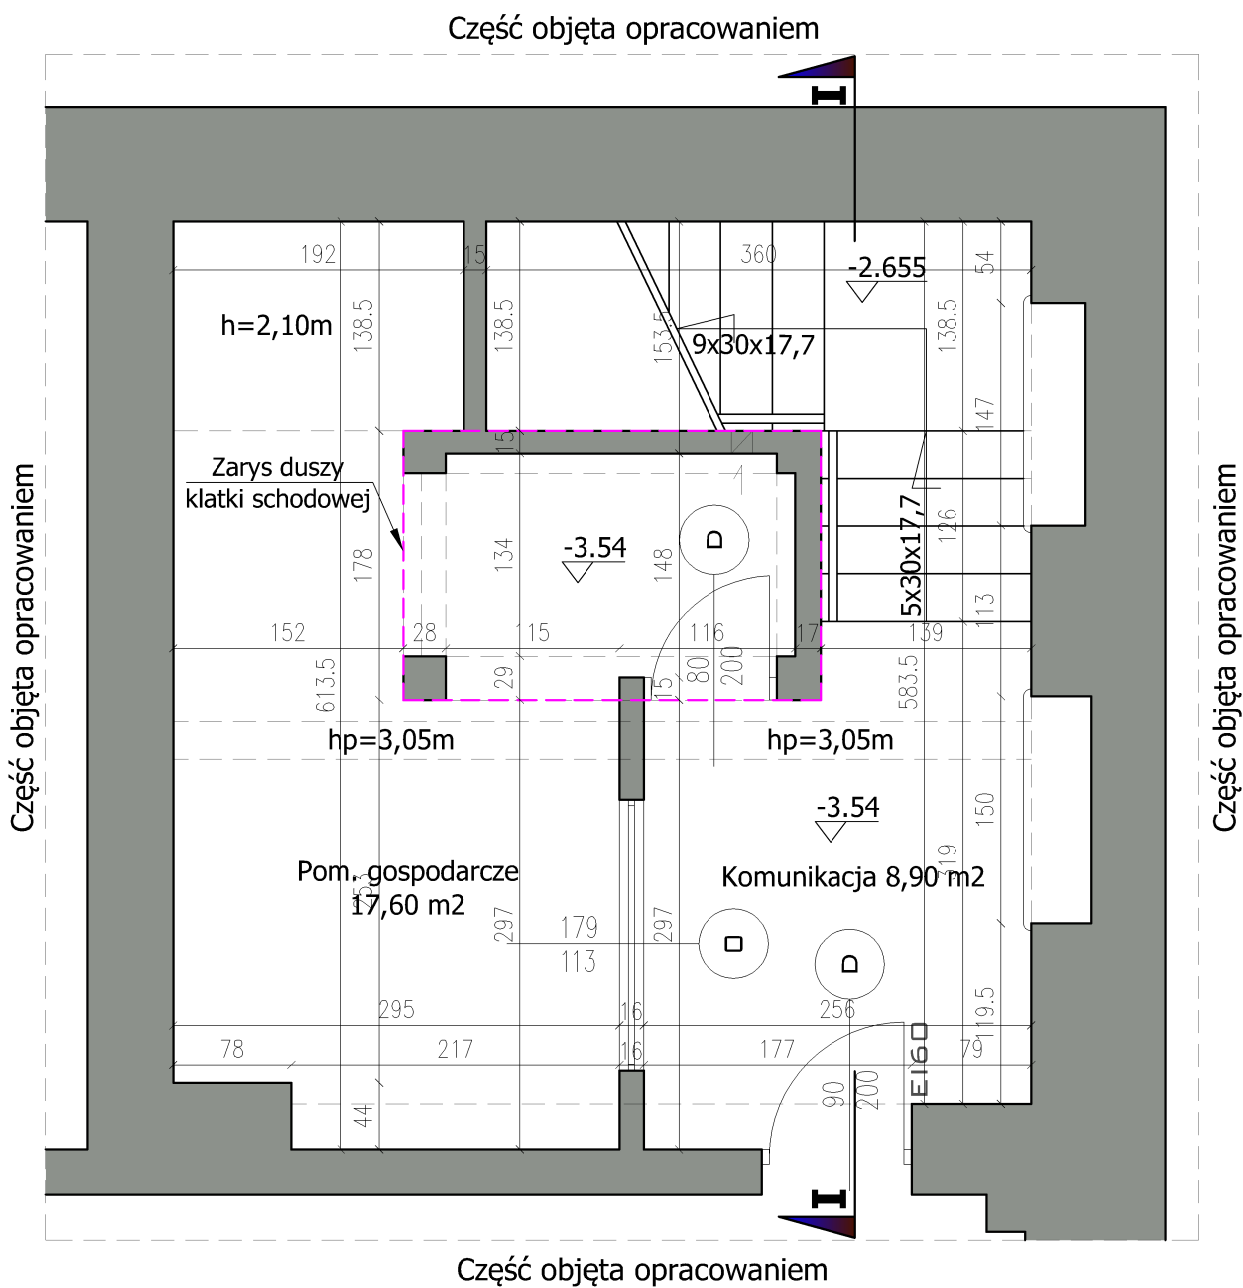 Część objęta opracowaniem
I
192
15
360
-2.655
54
h=2,10m
138.5
138.5
153.5
9x30x17,7
138.5
147
15
Zarys duszy
klatki schodowej
178
134
-3.54
148
D
5x30x17,7
126
113
Część objęta opracowaniem
Część objęta opracowaniem
152
28
115
116
17
139
80
200
29
15
613.5
583.5
hp=3,05m
hp=3,05m
-3.54
150
319
Pom. gospodarcze
17,60 m2
253
Komunikacja 8,90 m2
297
179
113
297
O
D
295
16
256
119.5
78
217
16
177
79
EI60
90
200
44
I
Część objęta opracowaniem